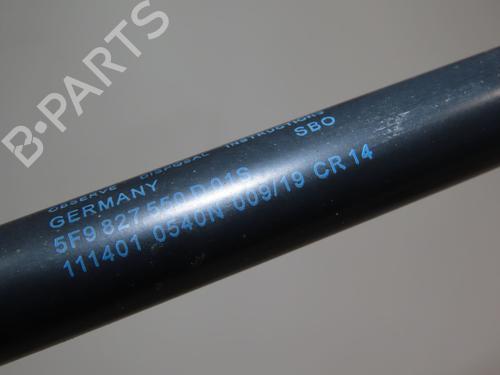 B-PARTS
OBSERVE DISPOSAL INSTRUCTIONS
GERMANY SBO
5F9 827 550 D 01S
111401 0540N 009/19 CR 14